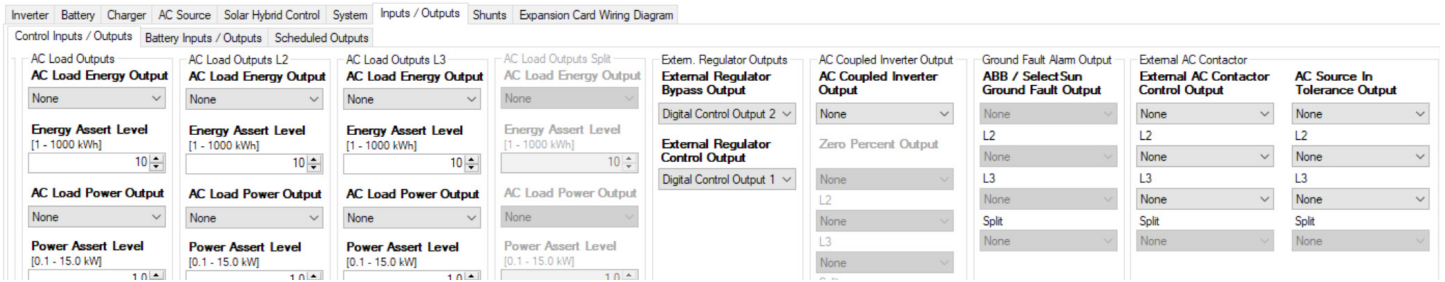 Inverter Battery Charger AC Source Solar Hybrid Control System Inputs / Outputs Shunts Expansion Card Wiring Diagram
Control Inputs / Outputs Battery Inputs / Outputs Scheduled Outputs
AC Load Outputs
AC Load Energy Output
None
Energy Assert Level
[1 - 1000 kWh]
10
AC Load Power Output
None
Power Assert Level
[0.1 - 15.0 kW]
1.0
AC Load Outputs L2
AC Load Energy Output
None
Energy Assert Level
[1 - 1000 kWh]
10
AC Load Power Output
None
Power Assert Level
[0.1 - 15.0 kW]
1.0
AC Load Outputs L3
AC Load Energy Output
None
Energy Assert Level
[1 - 1000 kWh]
10
AC Load Power Output
None
Power Assert Level
[0.1 - 15.0 kW]
1.0
AC Load Outputs Split
AC Load Energy Output
None
Energy Assert Level
[1 - 1000 kWh]
10
AC Load Power Output
None
Power Assert Level
[0.1 - 15.0 kW]
1.0
Extern. Regulator Outputs
External Regulator
Bypass Output
Digital Control Output 2
External Regulator
Control Output
Digital Control Output 1
AC Coupled Inverter Output
AC Coupled Inverter
Output
None
Zero Percent Output
None
L2
None
L3
None
Ground Fault Alarm Output
ABB / SelectSun
Ground Fault Output
None
L2
None
L3
None
Split
None
External AC Contactor
External AC Contactor
Control Output
None
L2
None
L3
None
Split
None
AC Source In
Tolerance Output
None
L2
None
L3
None
Split
None